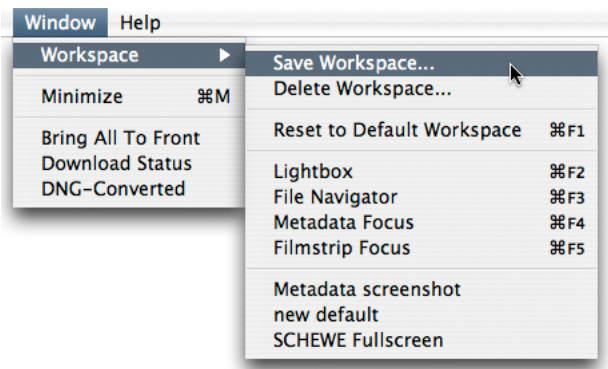 Window Help
Workspace ▶
Minimize ⌘M
Bring All To Front
Download Status
DNG-Converted
Save Workspace...
Delete Workspace...
Reset to Default Workspace ⌘F1
Lightbox ⌘F2
File Navigator ⌘F3
Metadata Focus ⌘F4
Filmstrip Focus ⌘F5
Metadata screenshot
new default
SCHEWE Fullscreen